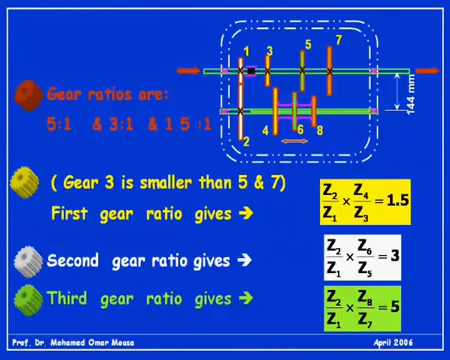 1 3 5 7
2 4 6 8
144 mm
Gear ratios are:
5:1 & 3:1 & 1.5 :1
( Gear 3 is smaller than 5 & 7)
First gear ratio gives → Z2/Z1 × Z4/Z3 = 1.5
Second gear ratio gives → Z2/Z1 × Z6/Z5 = 3
Third gear ratio gives → Z2/Z1 × Z8/Z7 = 5
Prof. Dr. Mohamed Omar Mousa April 2006